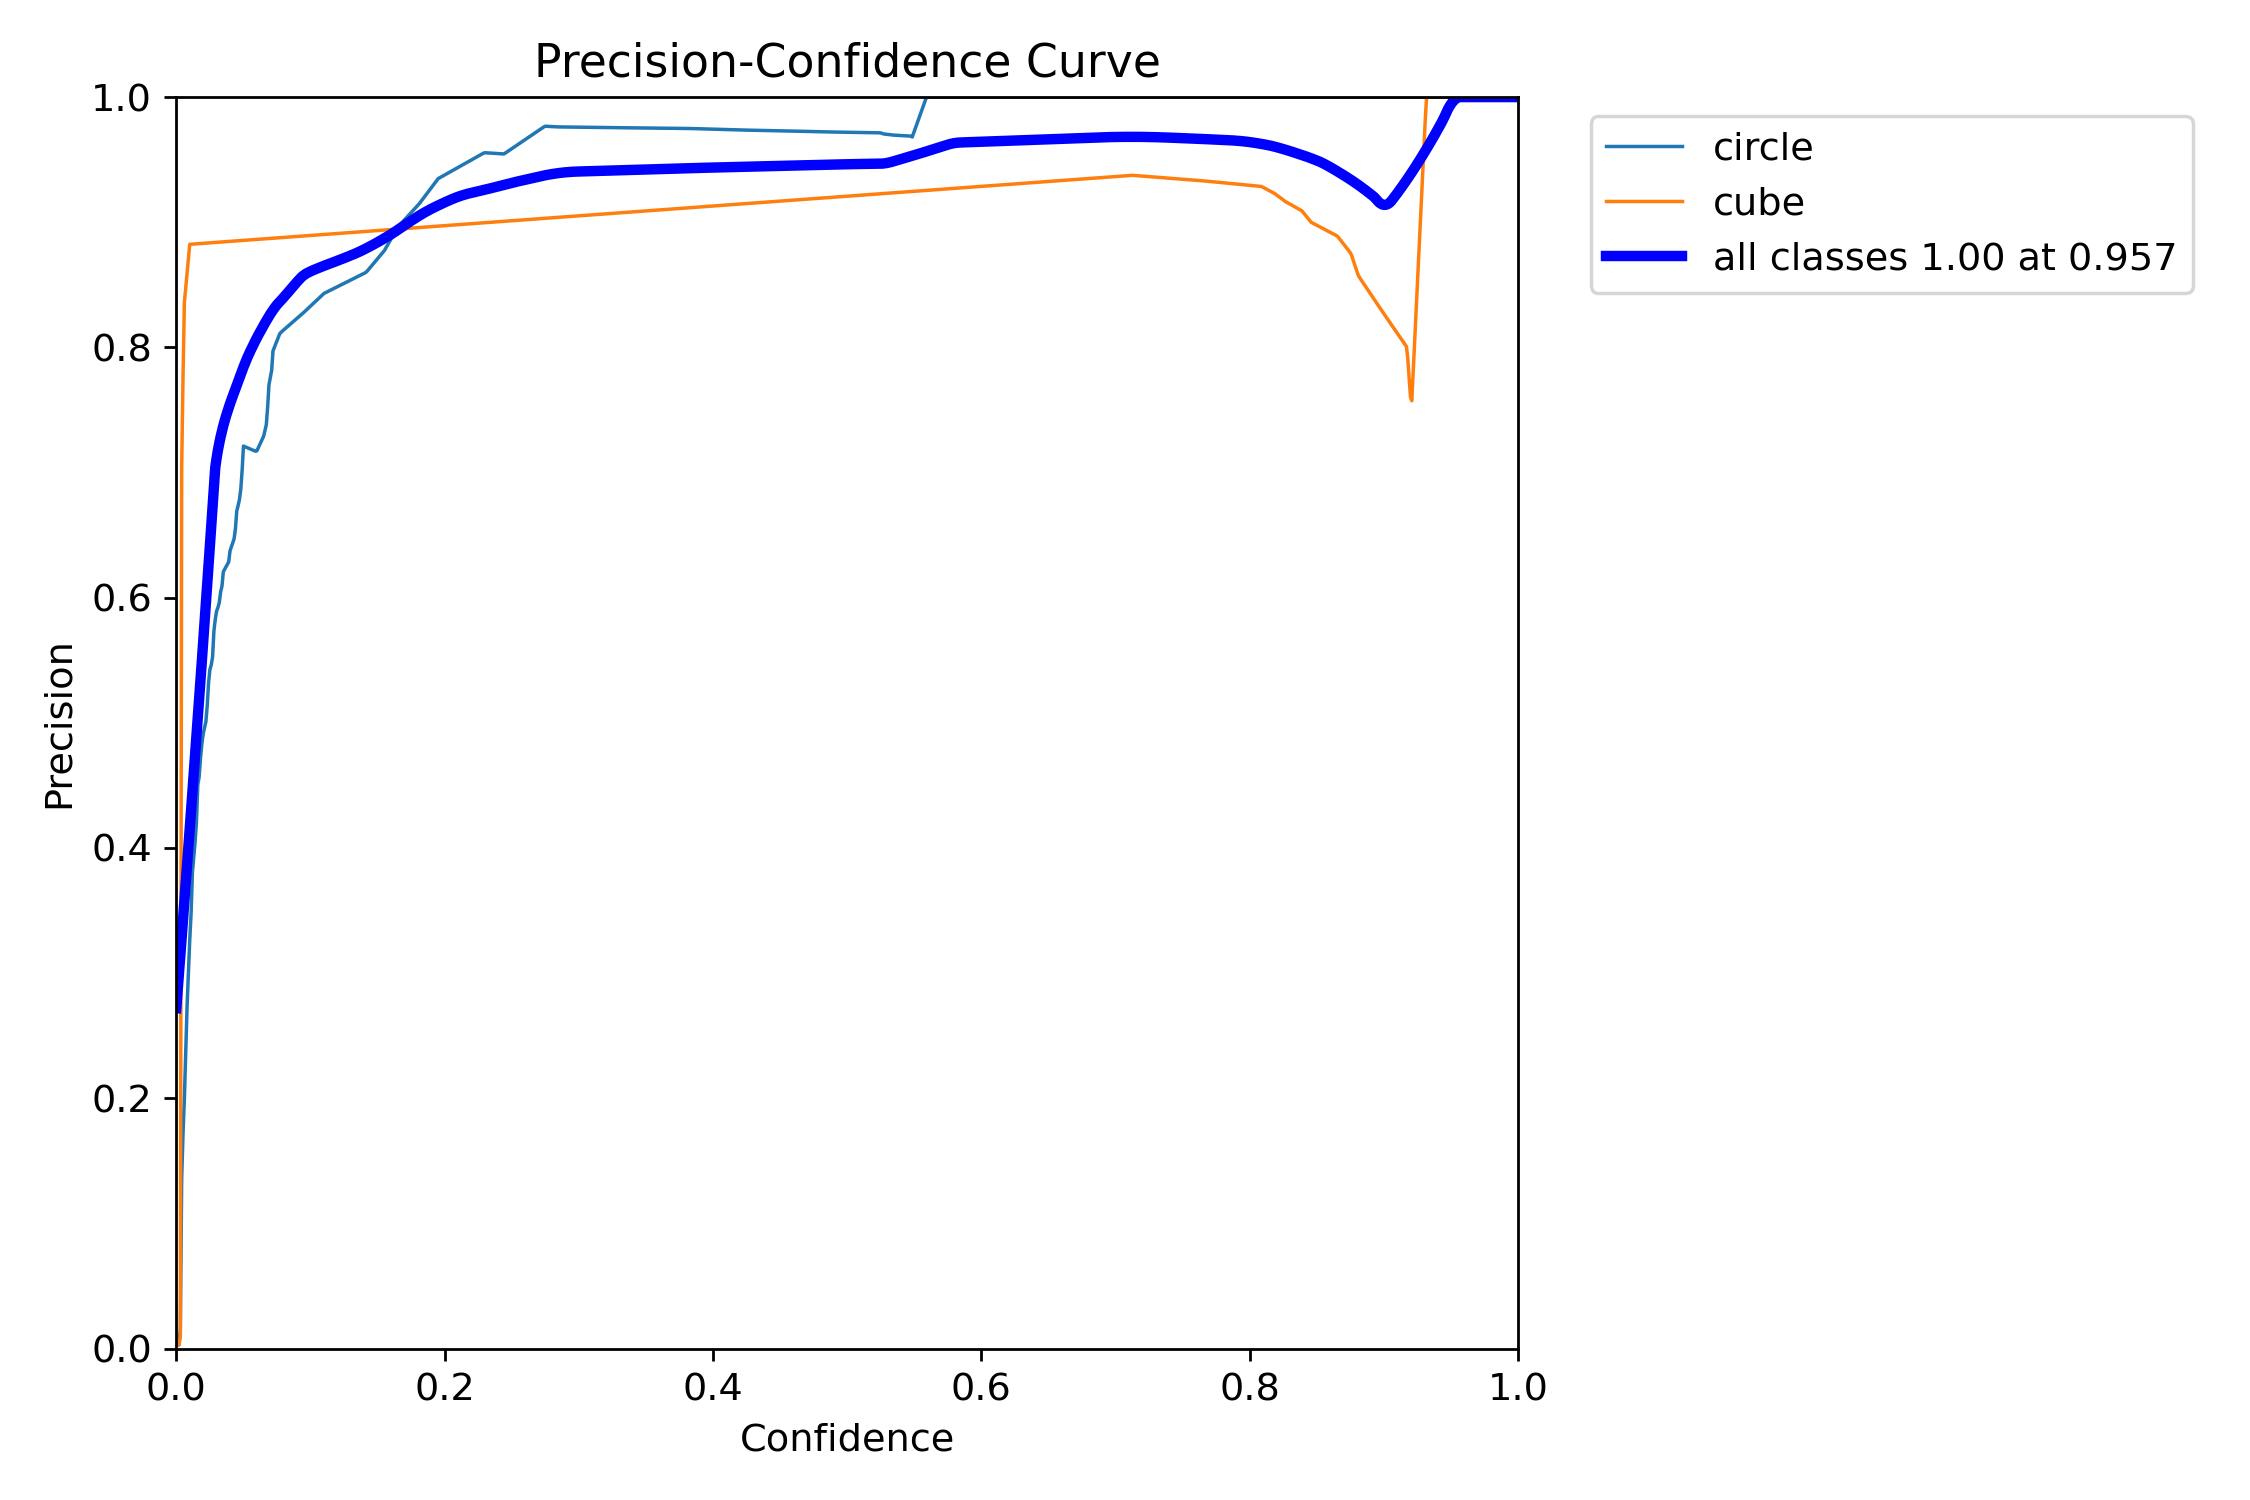 Precision-Confidence Curve
1.0
0.8
0.6
0.4
0.2
0.0
Precision
0.0 0.2 0.4 0.6 0.8 1.0
Confidence
circle
cube
all classes 1.00 at 0.957